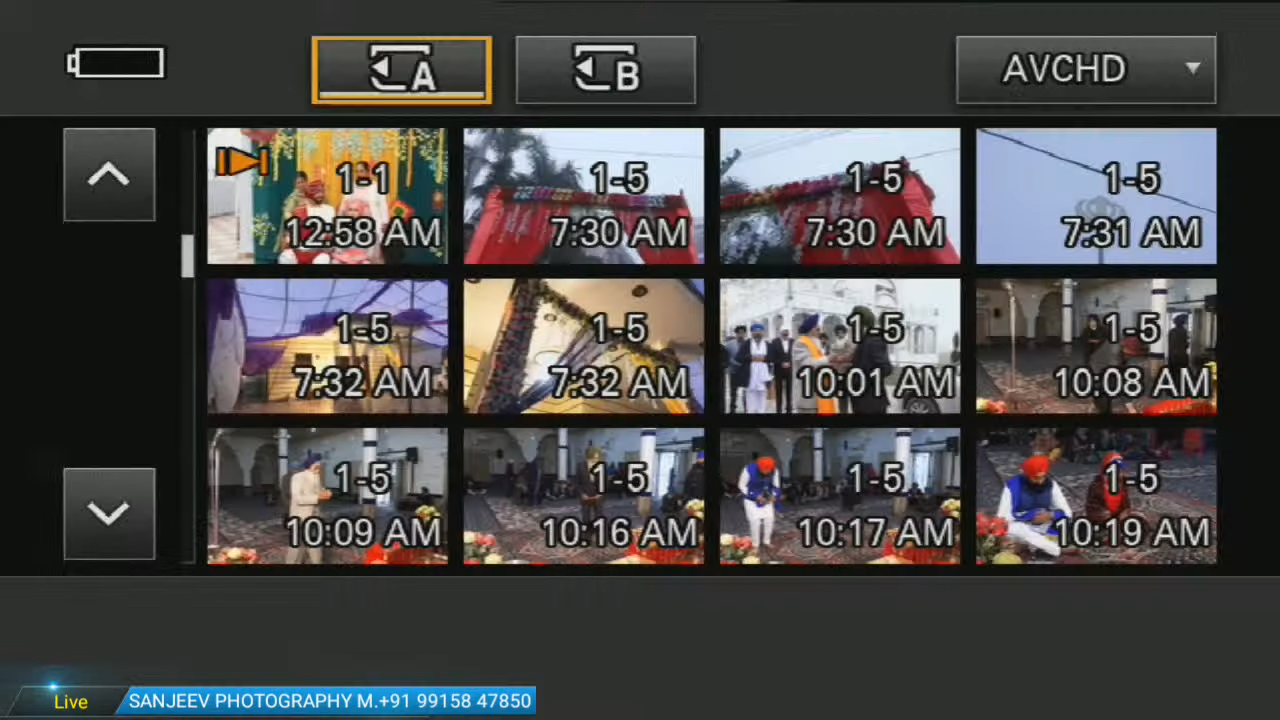 A
B
AVCHD
1-1
12:58 AM
1-5
7:30 AM
1-5
7:30 AM
1-5
7:31 AM
1-5
7:32 AM
1-5
7:32 AM
1-5
10:01 AM
1-5
10:08 AM
1-5
10:09 AM
1-5
10:16 AM
1-5
10:17 AM
1-5
10:19 AM
Live
SANJEEV PHOTOGRAPHY M.+91 99158 47850